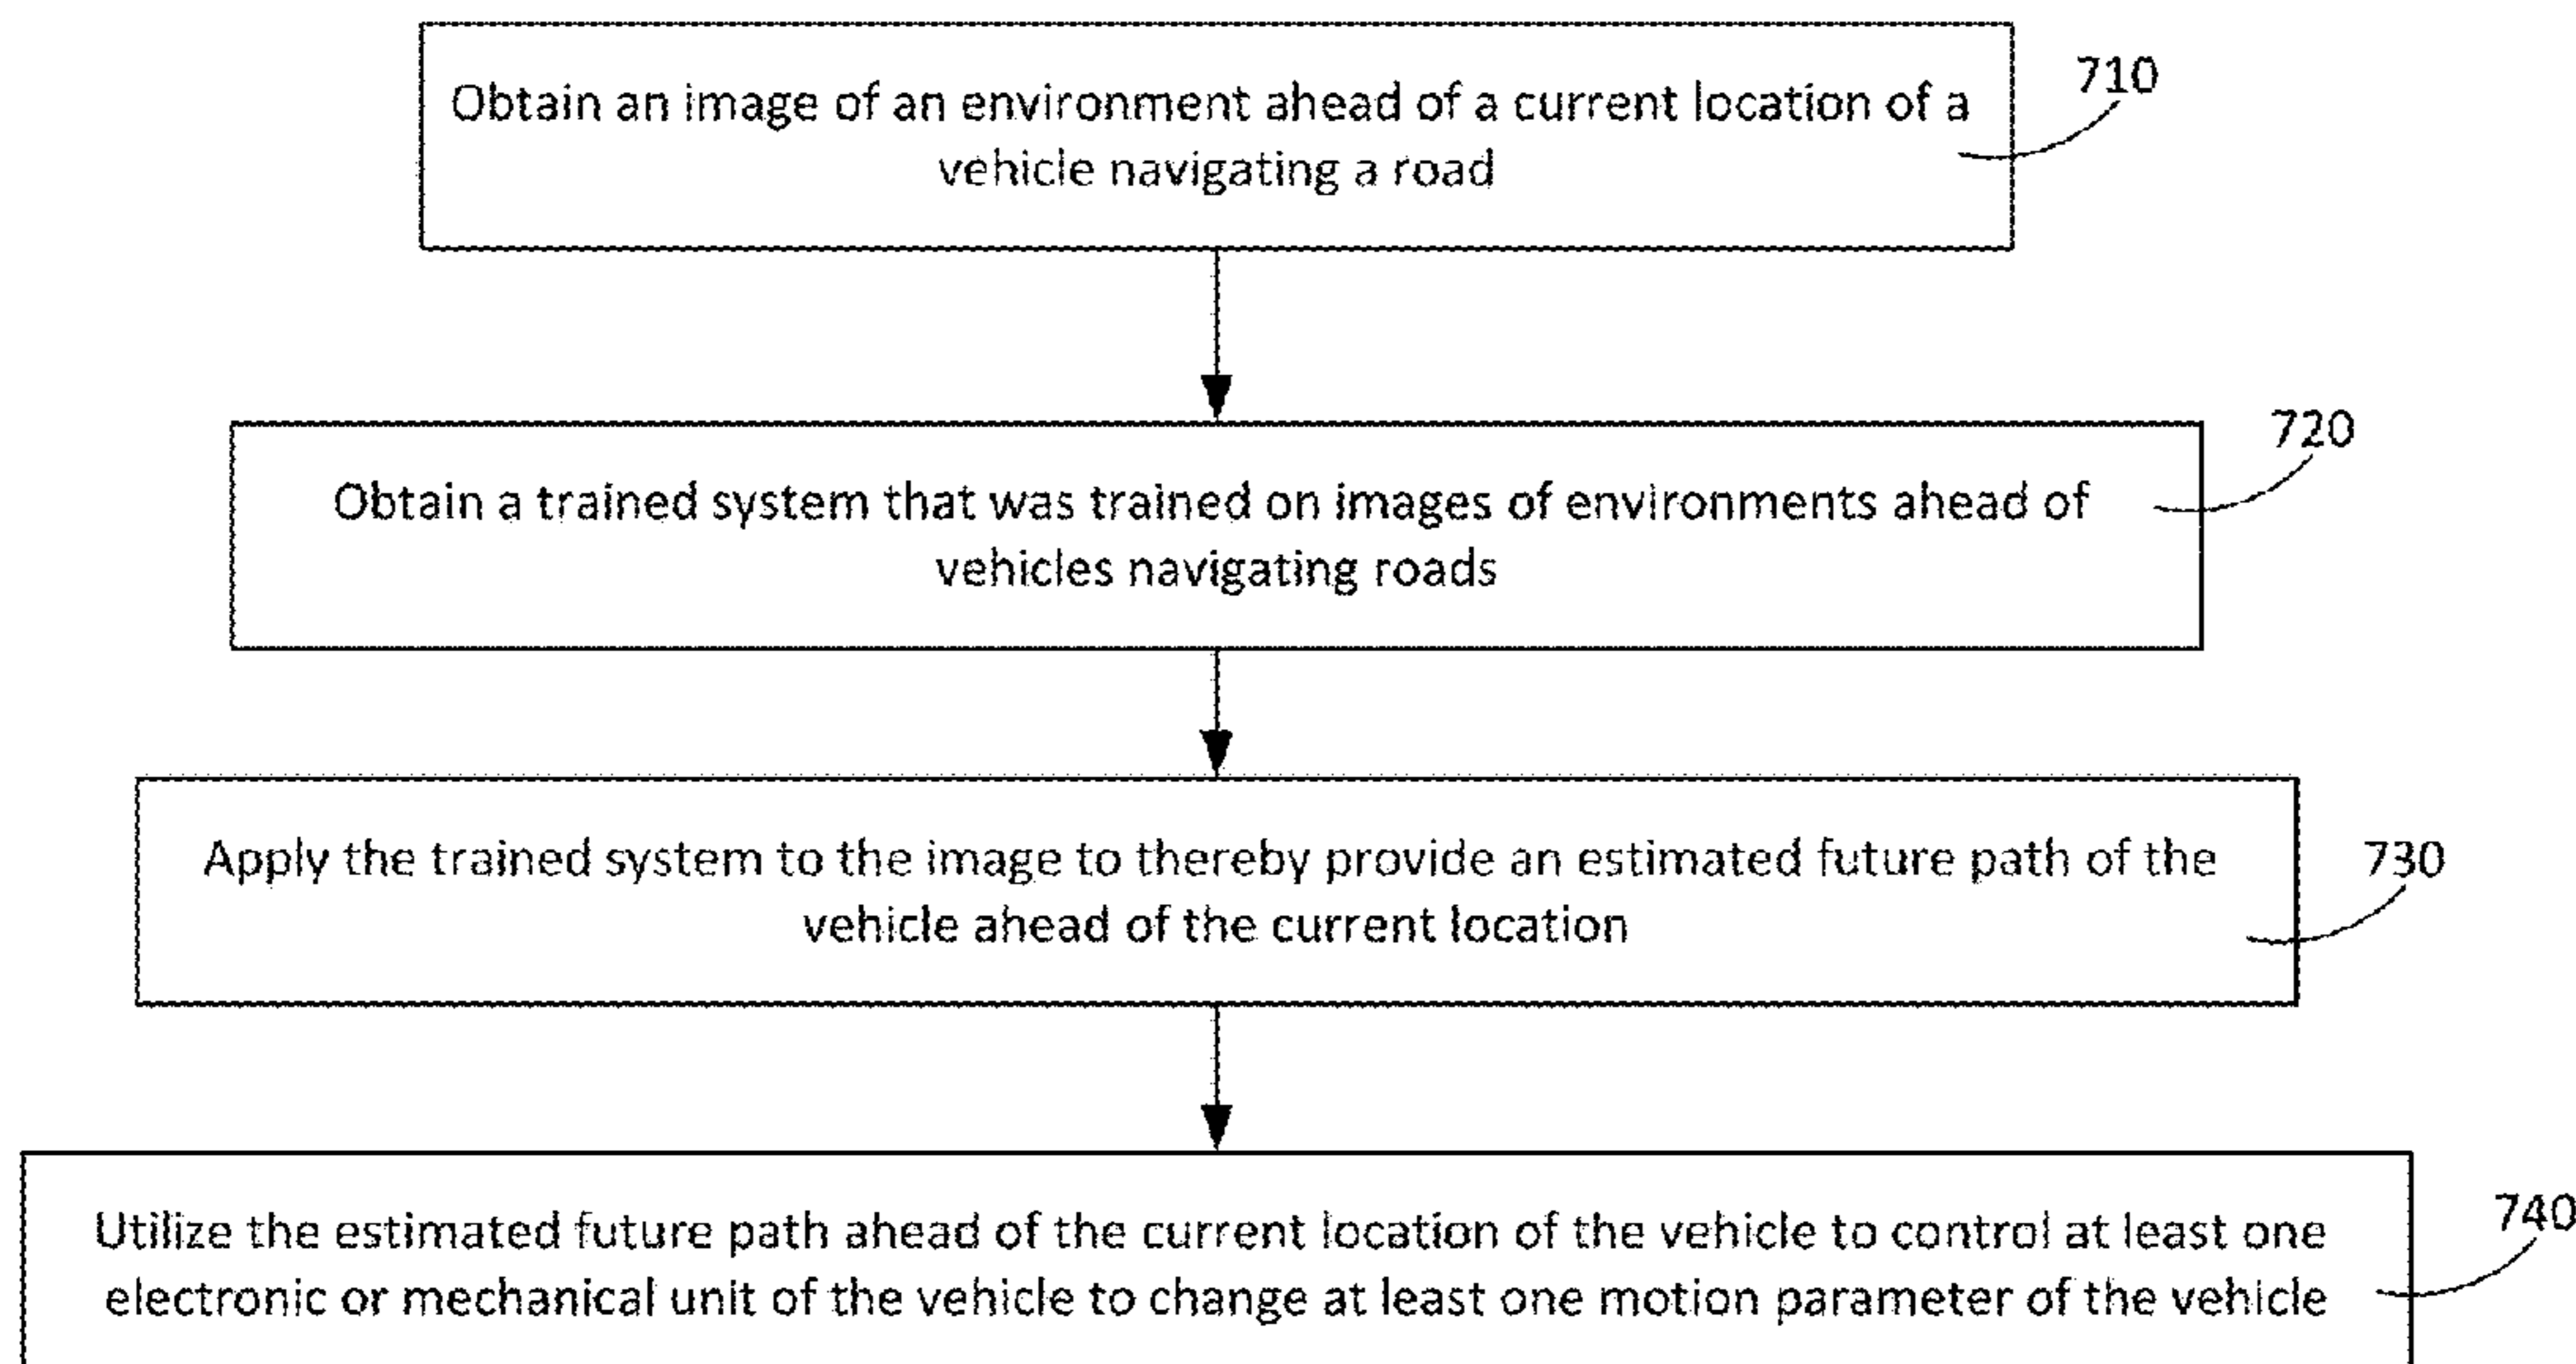 Obtain an image of an environment ahead of a current location of a
vehicle navigating a road
710
Obtain a trained system that was trained on images of environments ahead of
vehicles navigating roads
720
Apply the trained system to the image to thereby provide an estimated future path of the
vehicle ahead of the current location
730
Utilize the estimated future path ahead of the current location of the vehicle to control at least one
electronic or mechanical unit of the vehicle to change at least one motion parameter of the vehicle
740